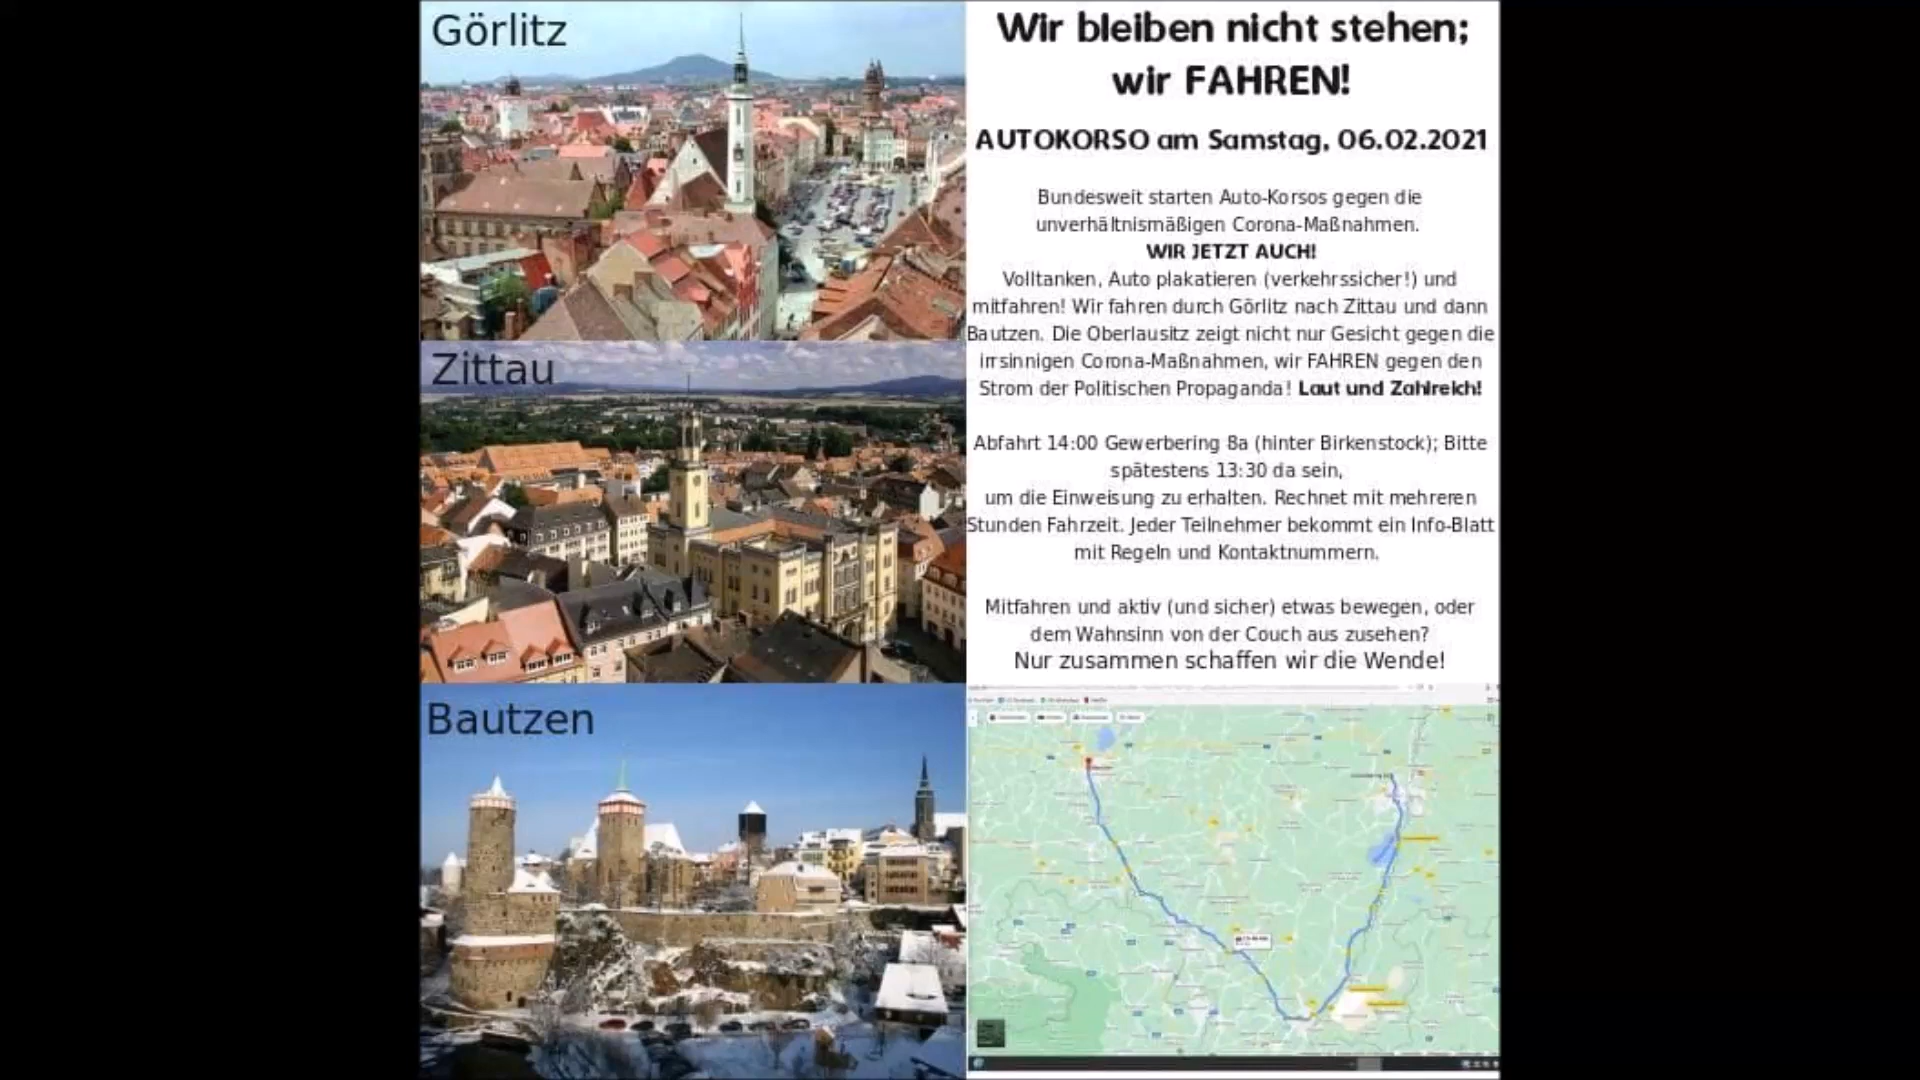 Görlitz
Zittau
Bautzen
Wir bleiben nicht stehen;
wir FAHREN!
AUTOKORSO am Samstag, 06.02.2021
Bundesweit starten Auto-Korsos gegen die
unverhältnismäßigen Corona-Maßnahmen.
WIR JETZT AUCH!
Volltanken, Auto plakatieren (verkehrssicher!) und
mitfahren! Wir fahren durch Görlitz nach Zittau und dann
Bautzen. Die Oberlausitz zeigt nicht nur Gesicht gegen die
irrsinnigen Corona-Maßnahmen, wir FAHREN gegen den
Strom der Politischen Propaganda! Laut und Zahlreich!
Abfahrt 14:00 Gewerbering 8a (hinter Birkenstock); Bitte
spätestens 13:30 da sein,
um die Einweisung zu erhalten. Rechnet mit mehreren
Stunden Fahrzeit. Jeder Teilnehmer bekommt ein Info-Blatt
mit Regeln und Kontaktnummern.
Mitfahren und aktiv (und sicher) etwas bewegen, oder
dem Wahnsinn von der Couch aus zusehen?
Nur zusammen schaffen wir die Wende!